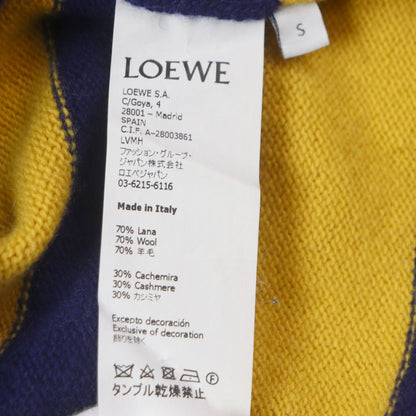 S
LOEWE
LOEWE S.A.
C/Goya, 4
28001 – Madrid
SPAIN
C.I.F. A-28003861
LVMH
ファッション・グループ・
ジャパン株式会社
ロエベジャパン
03-6215-6116
Made in Italy
70% Lana
70% Wool
70% 羊毛
30% Cachemira
30% Cashmere
30% カシミヤ
Excepto decoración
Exclusive of decoration
飾りを除く
F
タンブル乾燥禁止